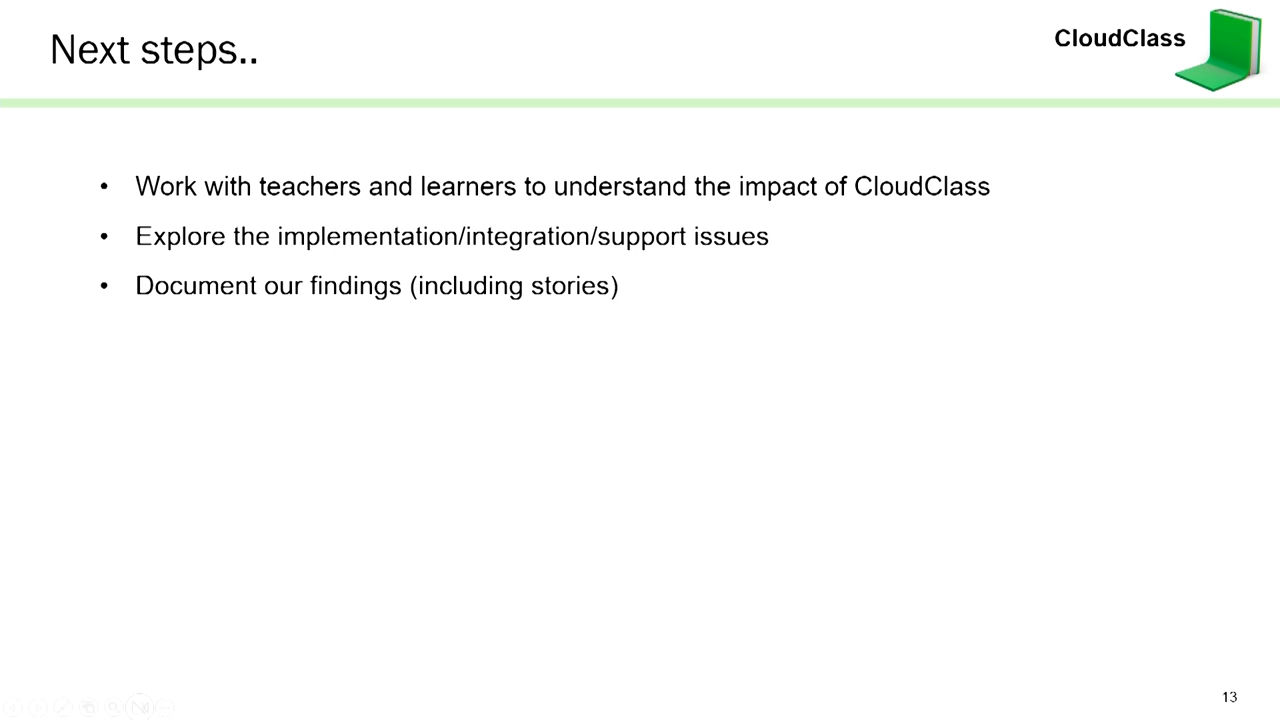 Next steps..
CloudClass
• Work with teachers and learners to understand the impact of CloudClass
• Explore the implementation/integration/support issues
• Document our findings (including stories)
13